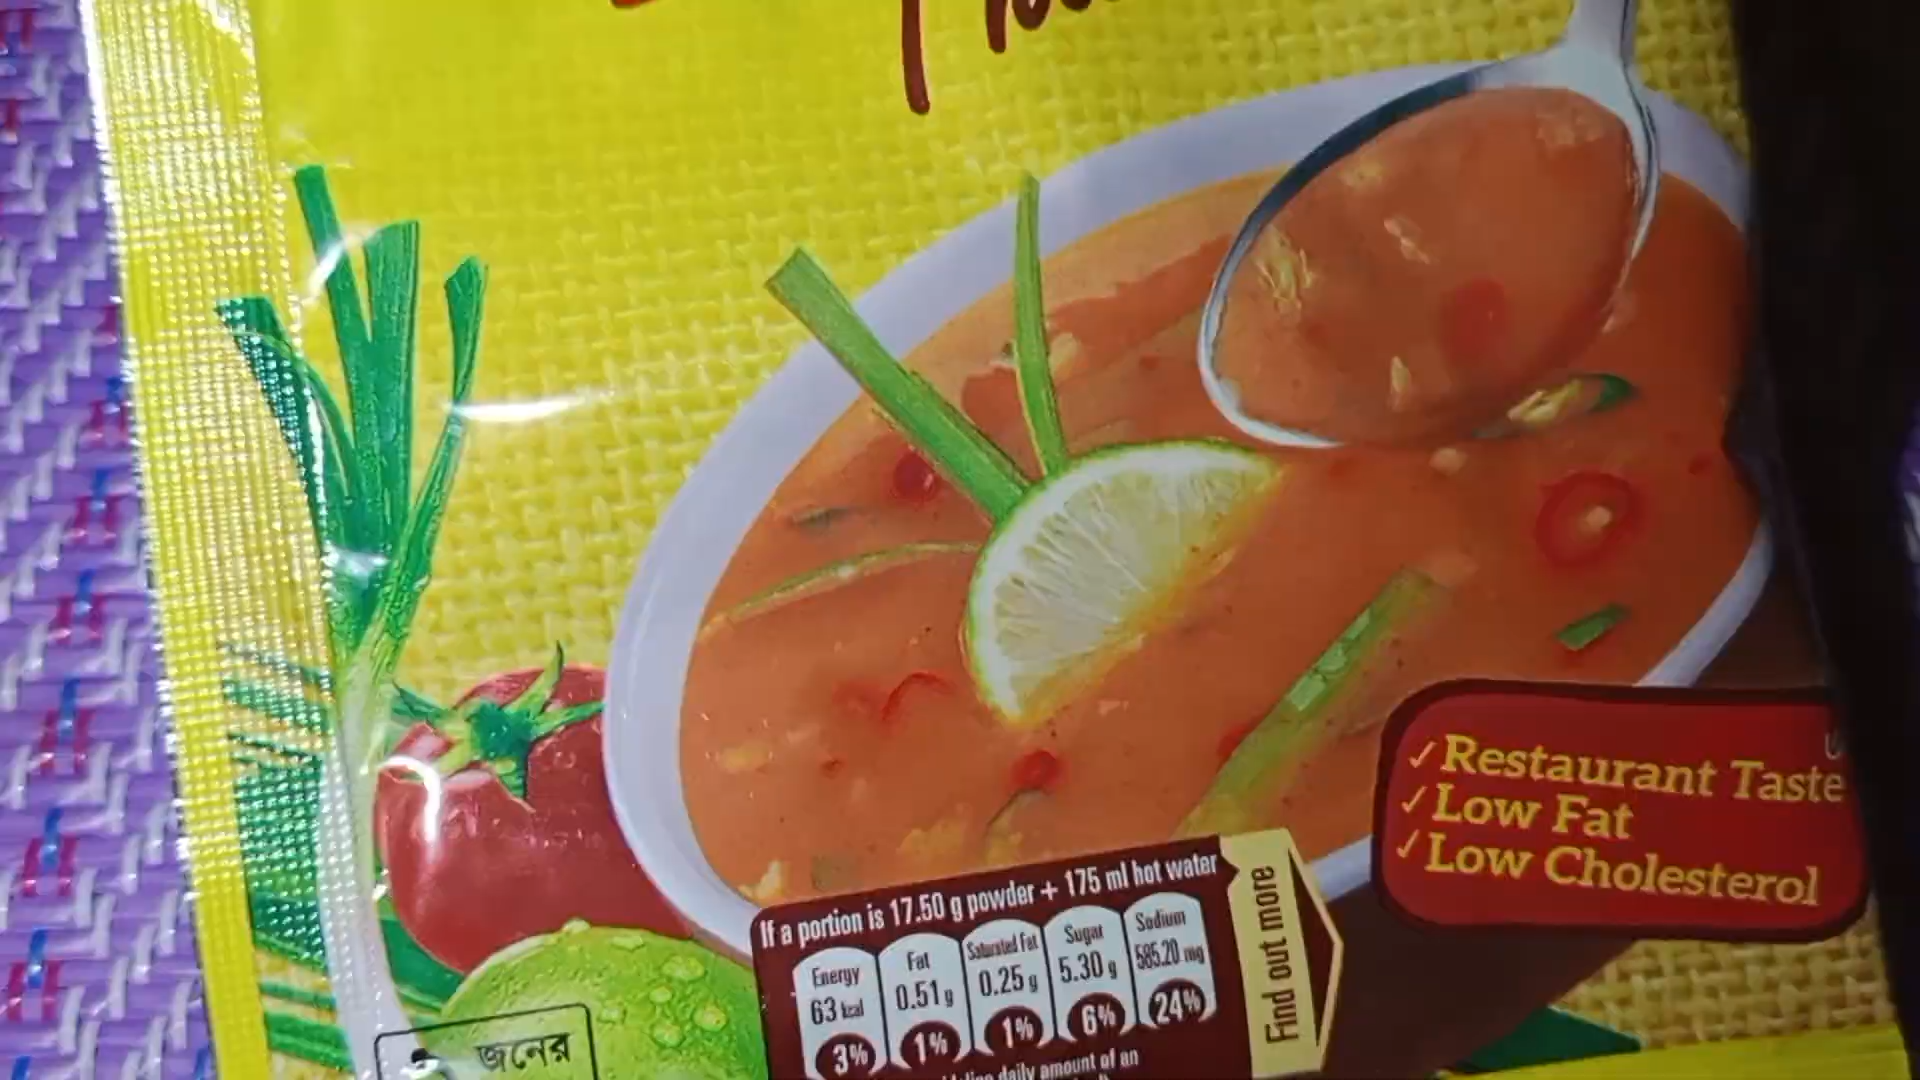 ✓Restaurant Taste
✓Low Fat
✓Low Cholesterol
If a portion is 17.50 g powder + 175 ml hot water
Energy
63 kcal
3%
Fat
0.51 g
1%
Saturated Fat
0.25 g
1%
Sugar
5.30 g
6%
Sodium
585.20 mg
24%
Find out more
daily amount of an
জনের